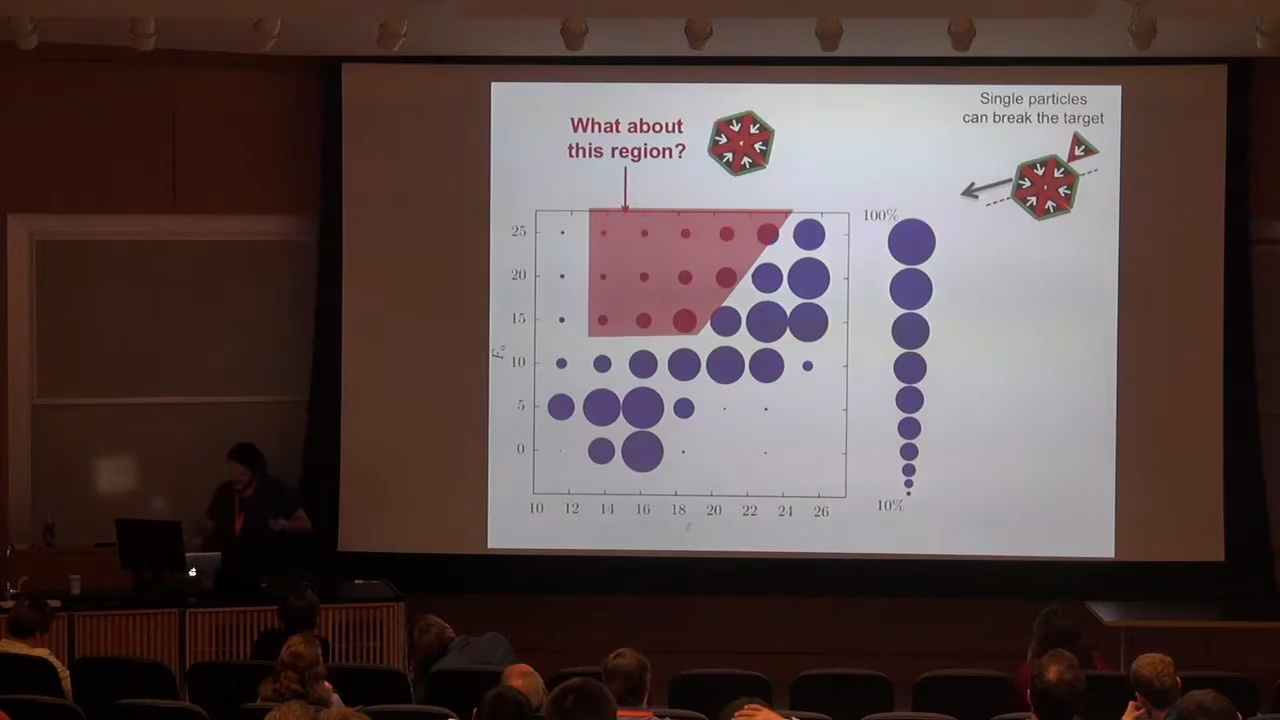 What about
this region?
Single particles
can break the target
25
20
15
10
5
0
F_a
10 12 14 16 18 20 22 24 26
ε
100%
10%